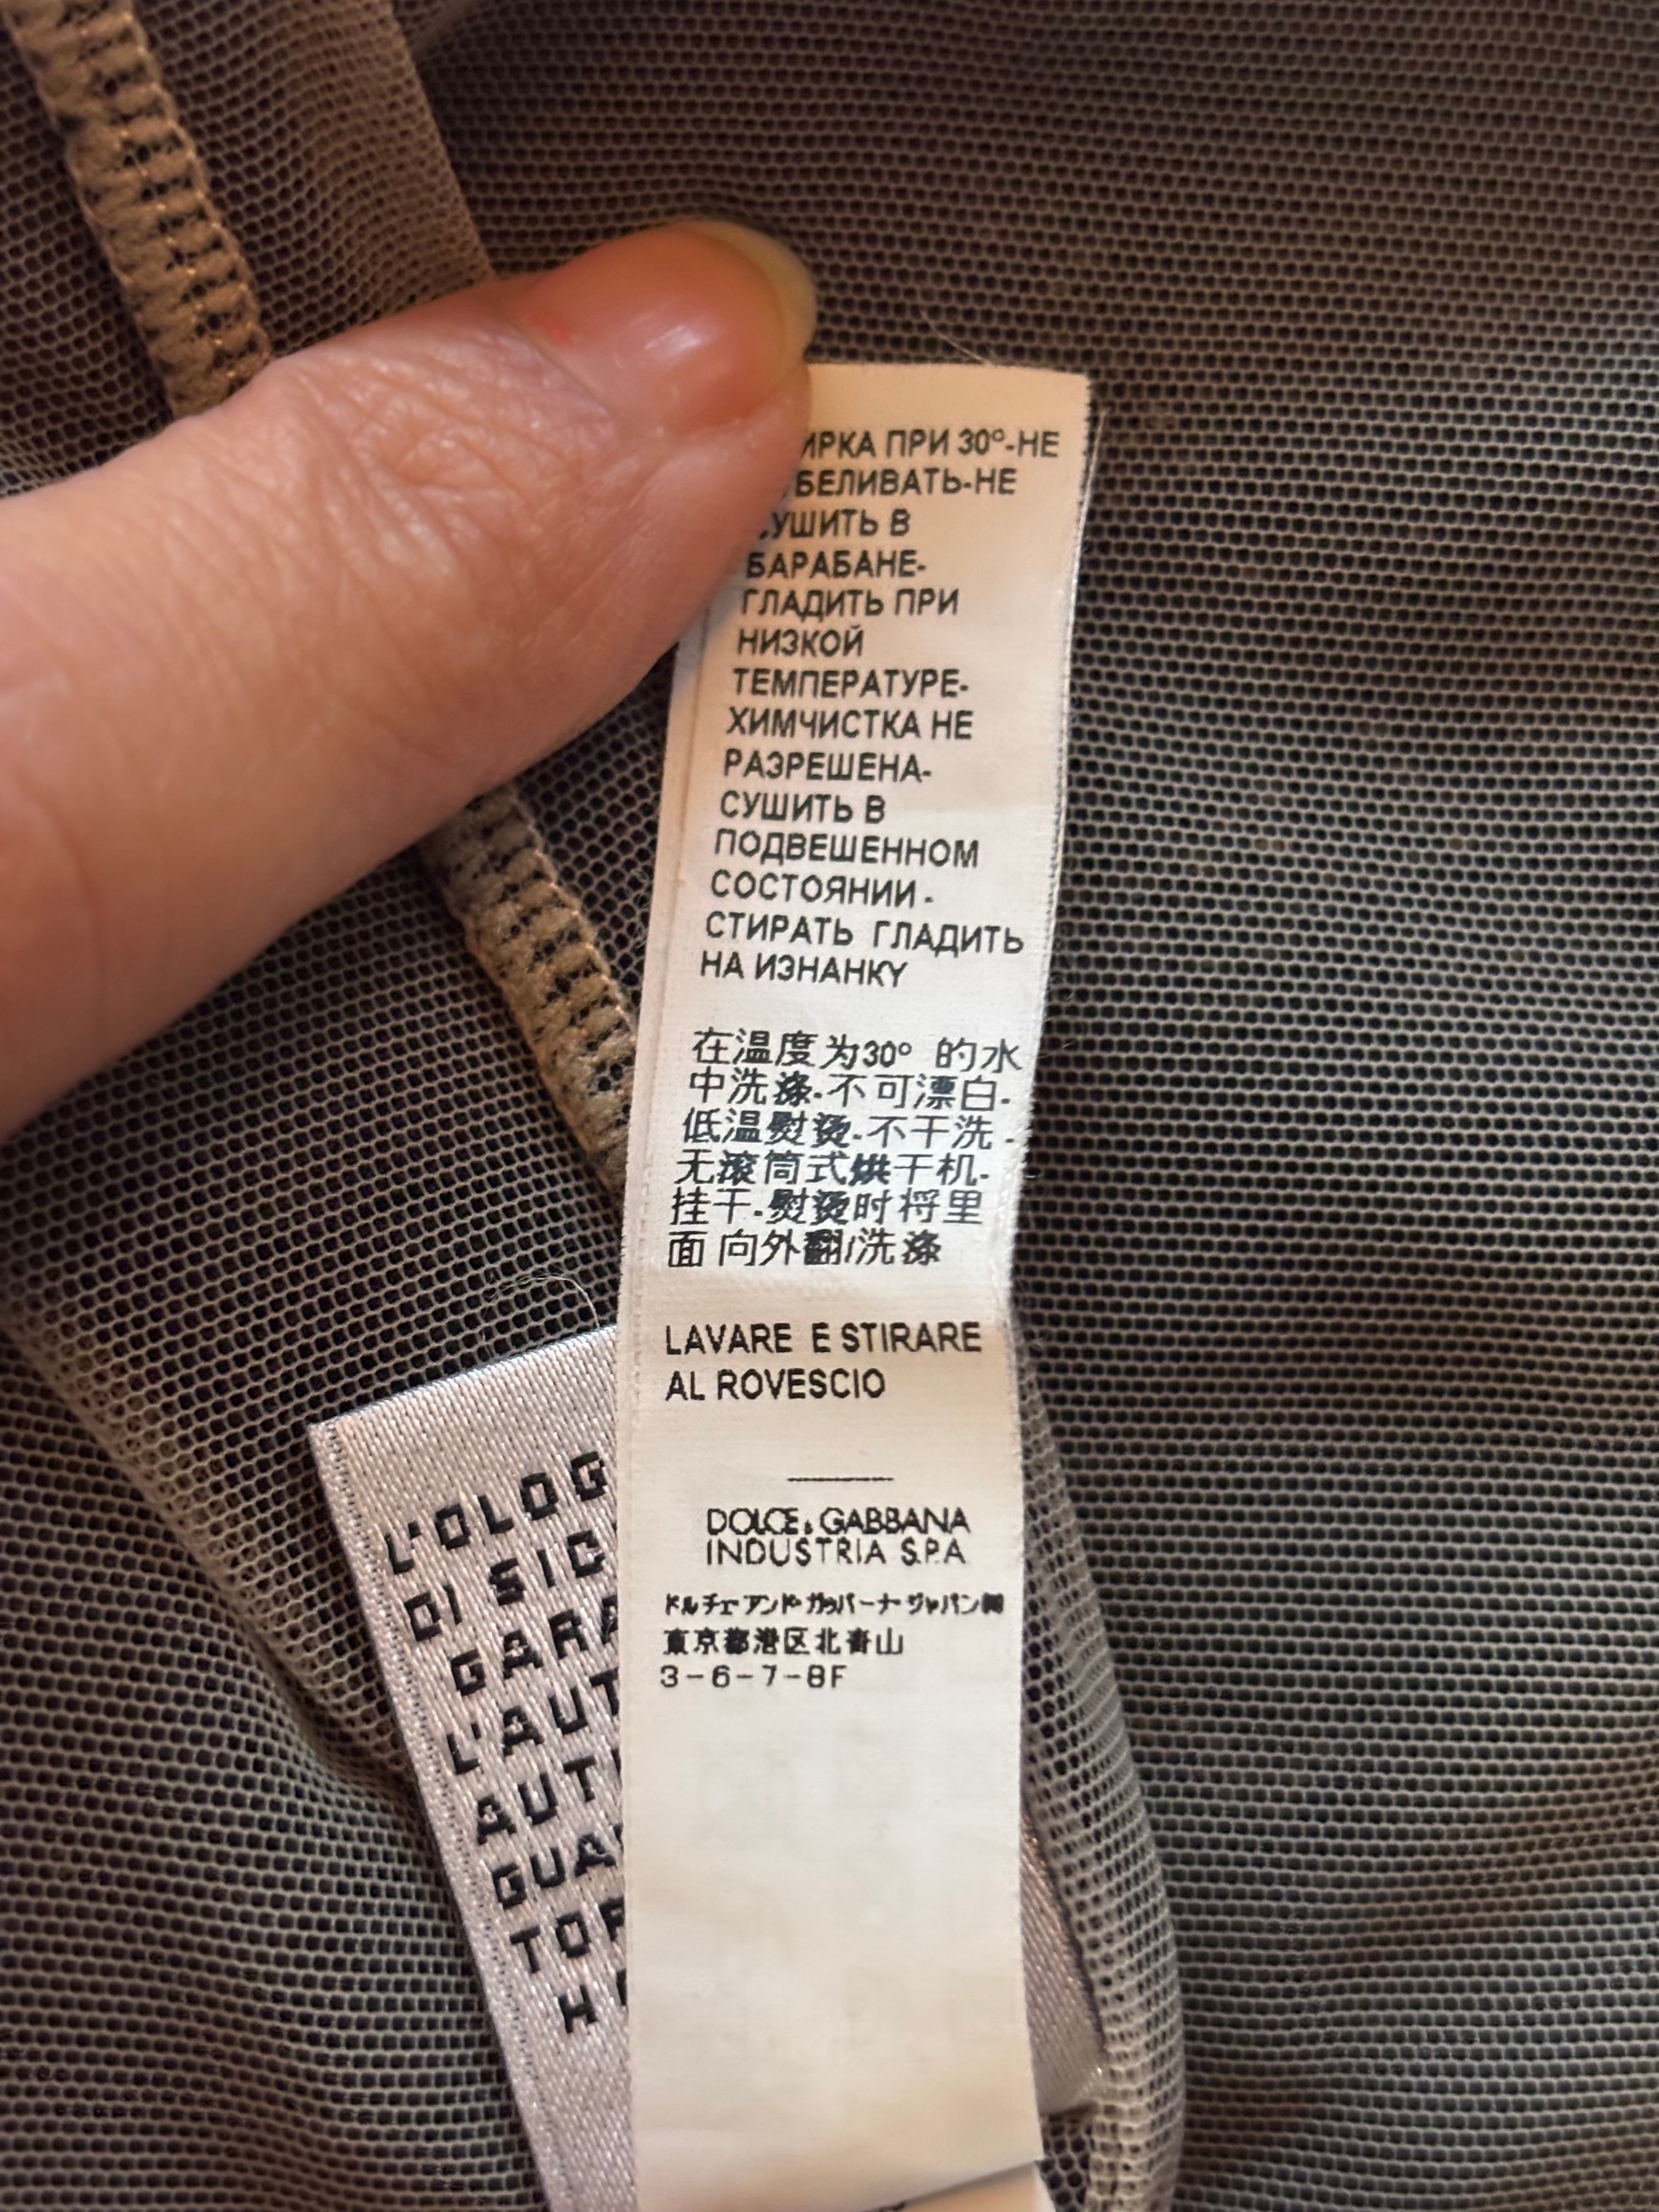 ИРКА ПРИ 30°-НЕ
БЕЛИВАТЬ-НЕ
СУШИТЬ В
БАРАБАНЕ-
ГЛАДИТЬ ПРИ
НИЗКОЙ
ТЕМПЕРАТУРЕ-
ХИМЧИСТКА НЕ
РАЗРЕШЕНА-
СУШИТЬ В
ПОДВЕШЕННОМ
СОСТОЯНИИ -
СТИРАТЬ ГЛАДИТЬ
НА ИЗНАНКУ
在温度为30° 的水
中洗涤.不可漂白.
低温熨烫.不干洗.
无滚筒式烘干机.
挂干.熨烫时将里
面 向外翻/洗涤
LAVARE E STIRARE
AL ROVESCIO
DOLCE & GABBANA
INDUSTRIA S.P.A
ドルチェ アンド ガッバーナ ジャパン㈱
東京都港区北青山
3-6-7-8F
L'OLOG
DI SIC
GARA
L'AUT
AUT
GUA
TOR
H